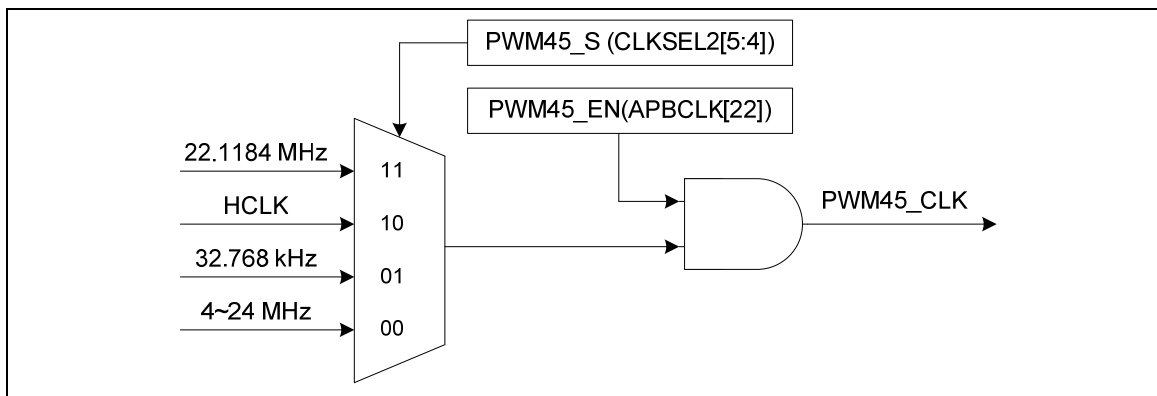 PWM45_S (CLKSEL2[5:4])
PWM45_EN(APBCLK[22])
22.1184 MHz
11
HCLK
10
32.768 kHz
01
4~24 MHz
00
PWM45_CLK